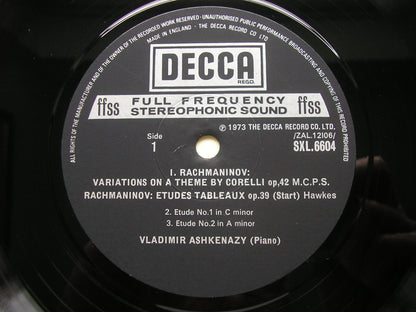 ALL RIGHTS OF THE MANUFACTURER AND OF THE OWNER OF THE RECORDED WORK RESERVED · UNAUTHORISED PUBLIC PERFORMANCE BROADCASTING AND COPYING OF THIS RECORD PROHIBITED
MADE IN ENGLAND · THE DECCA RECORD CO LTD
DECCA
REGD.
ffss FULL FREQUENCY ffss
STEREOPHONIC SOUND
℗ 1973 THE DECCA RECORD CO. LTD.
Side /ZAL.12106/
1 SXL.6604
1. RACHMANINOV:
VARIATIONS ON A THEME BY CORELLI op,42 M.C.P.S.
RACHMANINOV: ETUDES TABLEAUX op.39 (Start) Hawkes
2. Etude No.1 in C minor
3. Etude No.2 in A minor
VLADIMIR ASHKENAZY (Piano)